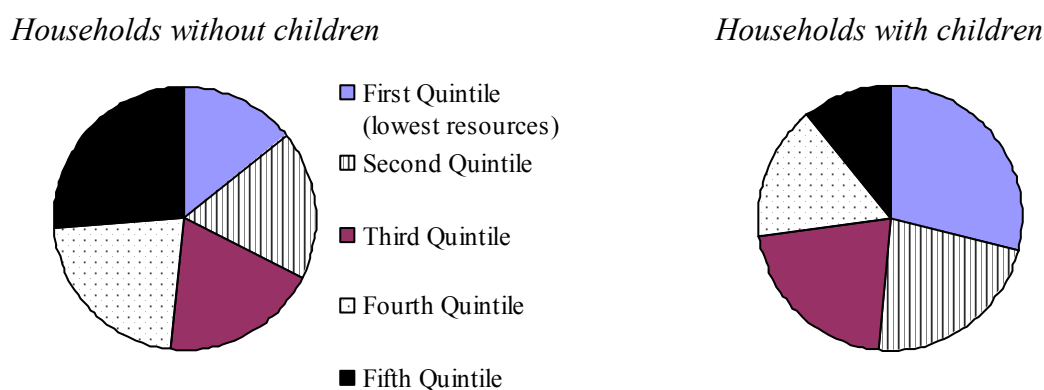 Households without children
Households with children
First Quintile
(lowest resources)
Second Quintile
Third Quintile
Fourth Quintile
Fifth Quintile